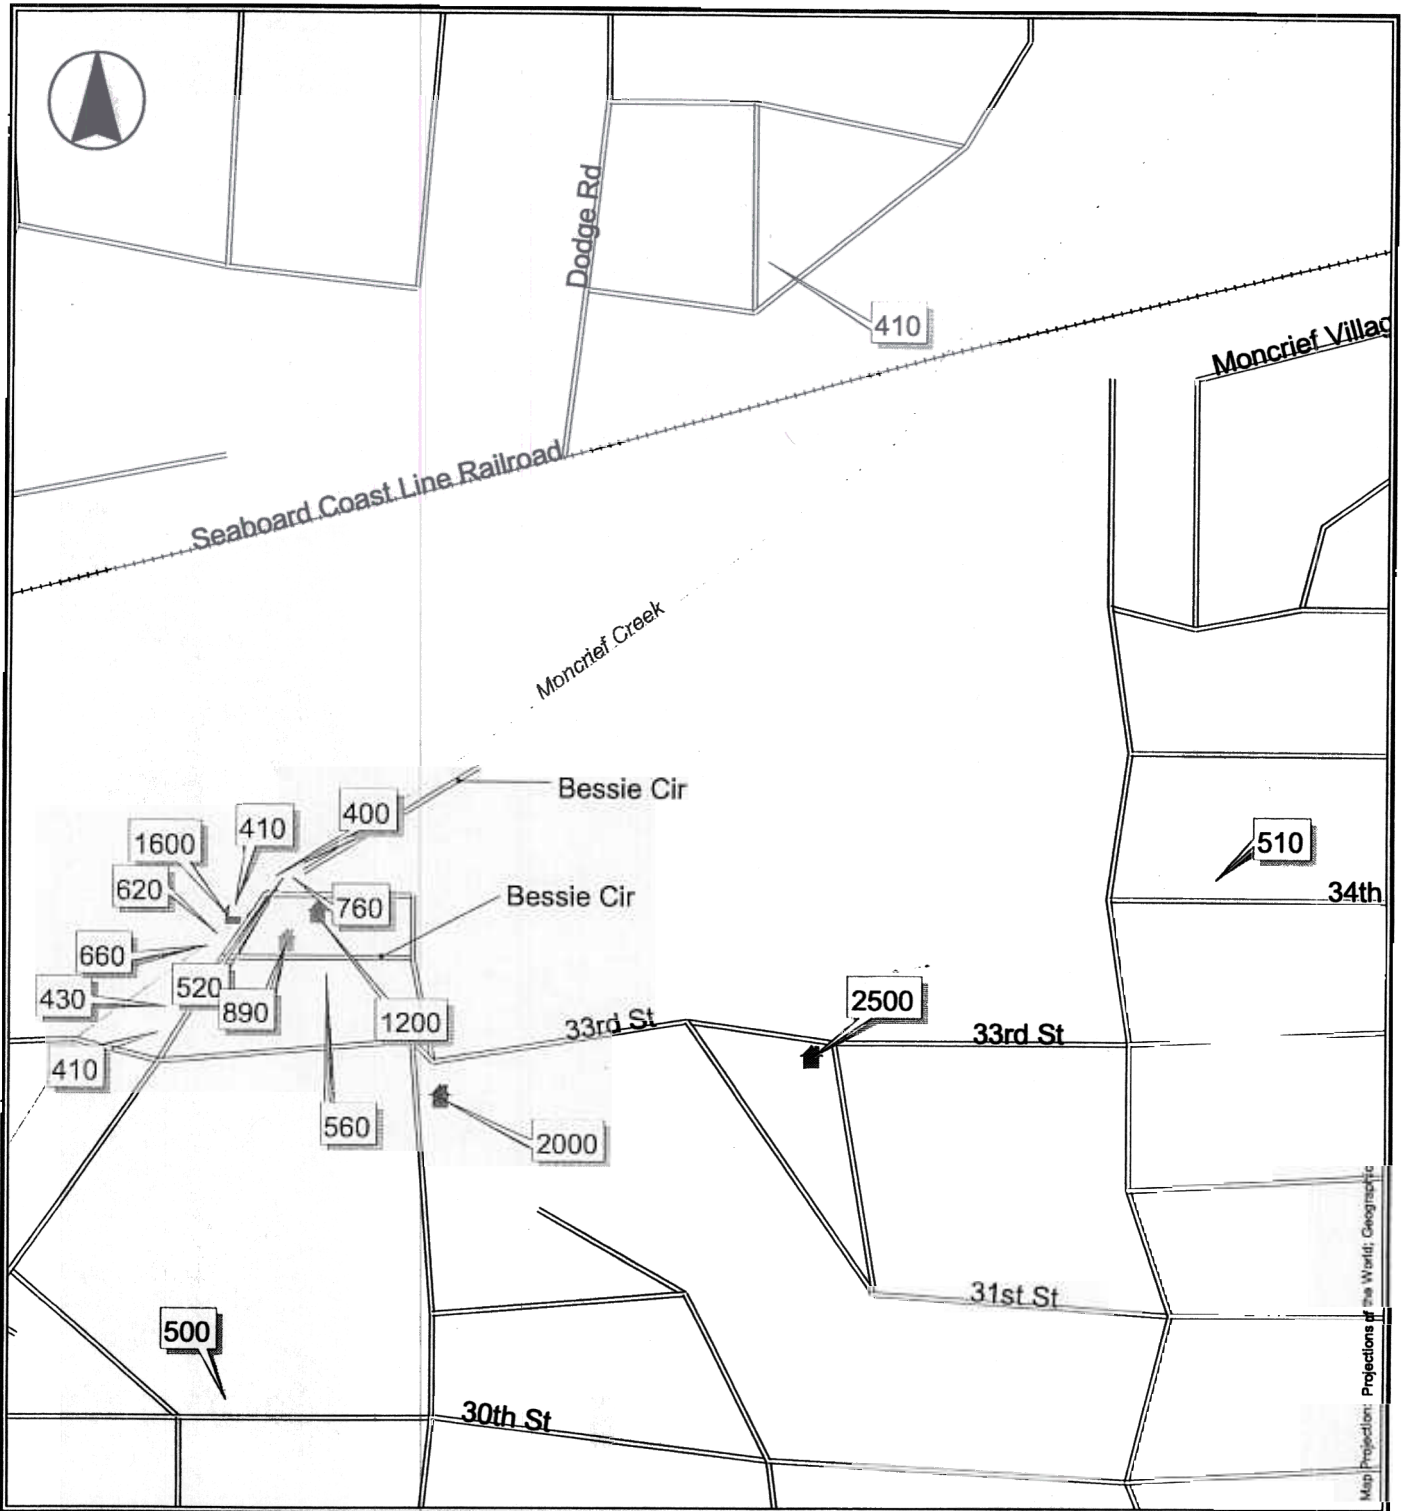 Dodge Rd
410
Moncrief Villag
Seaboard Coast Line Railroad
Moncrief Creek
Bessie Cir
400
410
1600
510
620
34th
760
Bessie Cir
660
520
430
890
2500
1200
33rd St
33rd St
410
560
2000
31st St
500
30th St
Map Projection: Projections of the World; Geographic